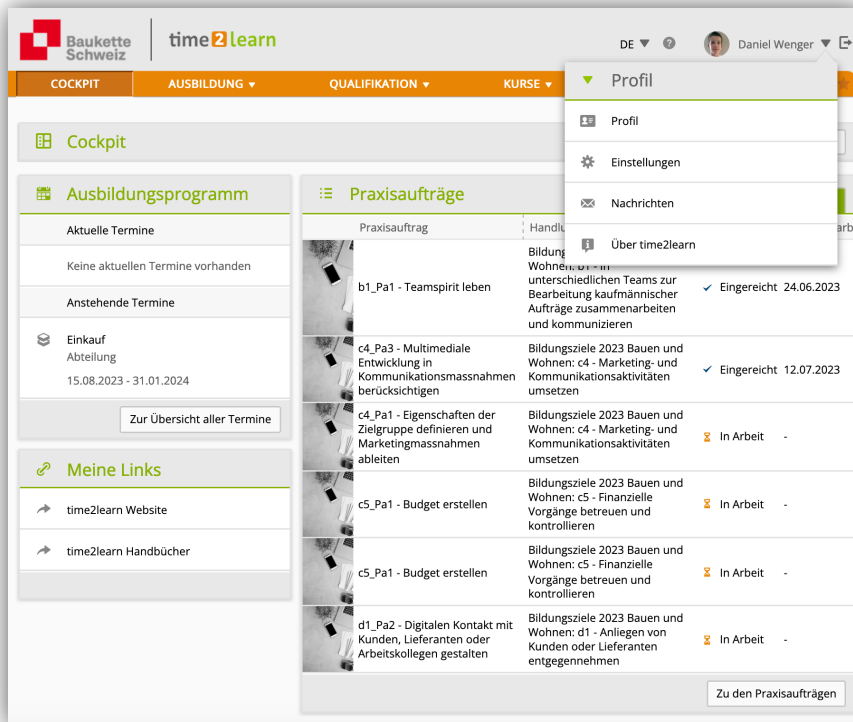 Baukette
Schweiz
time2learn
DE
Daniel Wenger
COCKPIT
AUSBILDUNG
QUALIFIKATION
KURSE
Profil
Profil
Einstellungen
Nachrichten
Über time2learn
Cockpit
Ausbildungsprogramm
Aktuelle Termine
Keine aktuellen Termine vorhanden
Anstehende Termine
Einkauf
Abteilung
15.08.2023 - 31.01.2024
Zur Übersicht aller Termine
Meine Links
time2learn Website
time2learn Handbücher
Praxisaufträge
Praxisauftrag
b1_Pa1 - Teamspirit leben
Wohnen: b1 - In
unterschiedlichen Teams zur
Bearbeitung kaufmännischer
Aufträge zusammenarbeiten
und kommunizieren
Eingereicht 24.06.2023
c4_Pa3 - Multimediale
Entwicklung in
Kommunikationsmassnahmen
berücksichtigen
Bildungsziele 2023 Bauen und
Wohnen: c4 - Marketing- und
Kommunikationsaktivitäten
umsetzen
Eingereicht 12.07.2023
c4_Pa1 - Eigenschaften der
Zielgruppe definieren und
Marketingmassnahmen
ableiten
Bildungsziele 2023 Bauen und
Wohnen: c4 - Marketing- und
Kommunikationsaktivitäten
umsetzen
In Arbeit -
c5_Pa1 - Budget erstellen
Bildungsziele 2023 Bauen und
Wohnen: c5 - Finanzielle
Vorgänge betreuen und
kontrollieren
In Arbeit -
c5_Pa1 - Budget erstellen
Bildungsziele 2023 Bauen und
Wohnen: c5 - Finanzielle
Vorgänge betreuen und
kontrollieren
In Arbeit -
d1_Pa2 - Digitalen Kontakt mit
Kunden, Lieferanten oder
Arbeitskollegen gestalten
Bildungsziele 2023 Bauen und
Wohnen: d1 - Anliegen von
Kunden oder Lieferanten
entgegennehmen
In Arbeit -
Zu den Praxisaufträgen